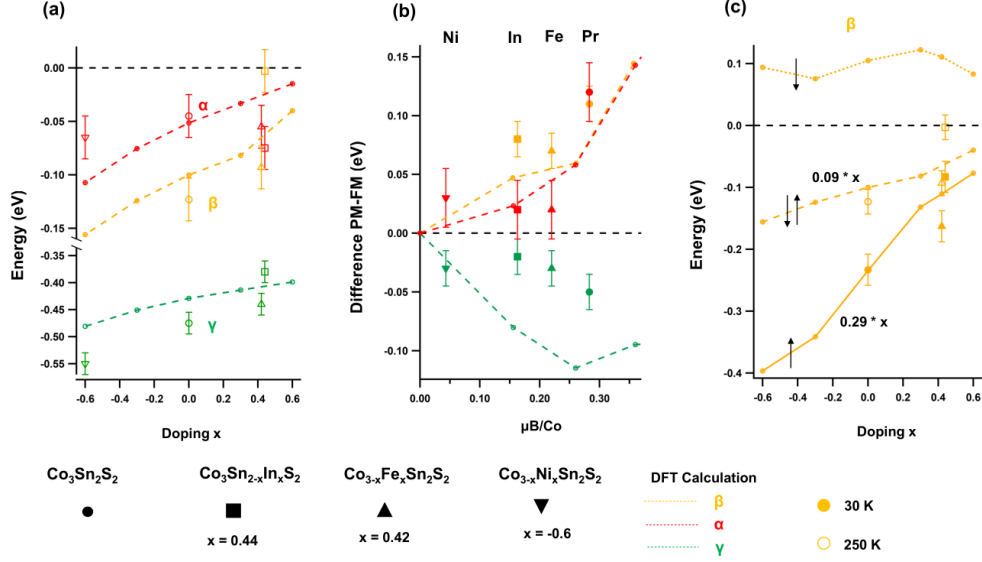 (a)
(b)
(c)
0.00
-0.05
-0.10
-0.15
-0.35
-0.40
-0.45
-0.50
-0.55
Energy (eV)
α
β
γ
-0.6 -0.4 -0.2 0.0 0.2 0.4 0.6
Doping x
Ni In Fe Pr
0.15
0.10
0.05
0.00
-0.05
-0.10
Difference PM-FM (eV)
0.00 0.10 0.20 0.30
μB/Co
β
0.1
0.0
-0.1
-0.2
-0.3
-0.4
Energy (eV)
0.09 * x
0.29 * x
-0.6 -0.4 -0.2 0.0 0.2 0.4 0.6
Doping x
Co₃Sn₂S₂
Co₃Sn₂₋ₓInₓS₂
x = 0.44
Co₃₋ₓFeₓSn₂S₂
x = 0.42
Co₃₋ₓNiₓSn₂S₂
x = -0.6
DFT Calculation
β
α
γ
30 K
250 K